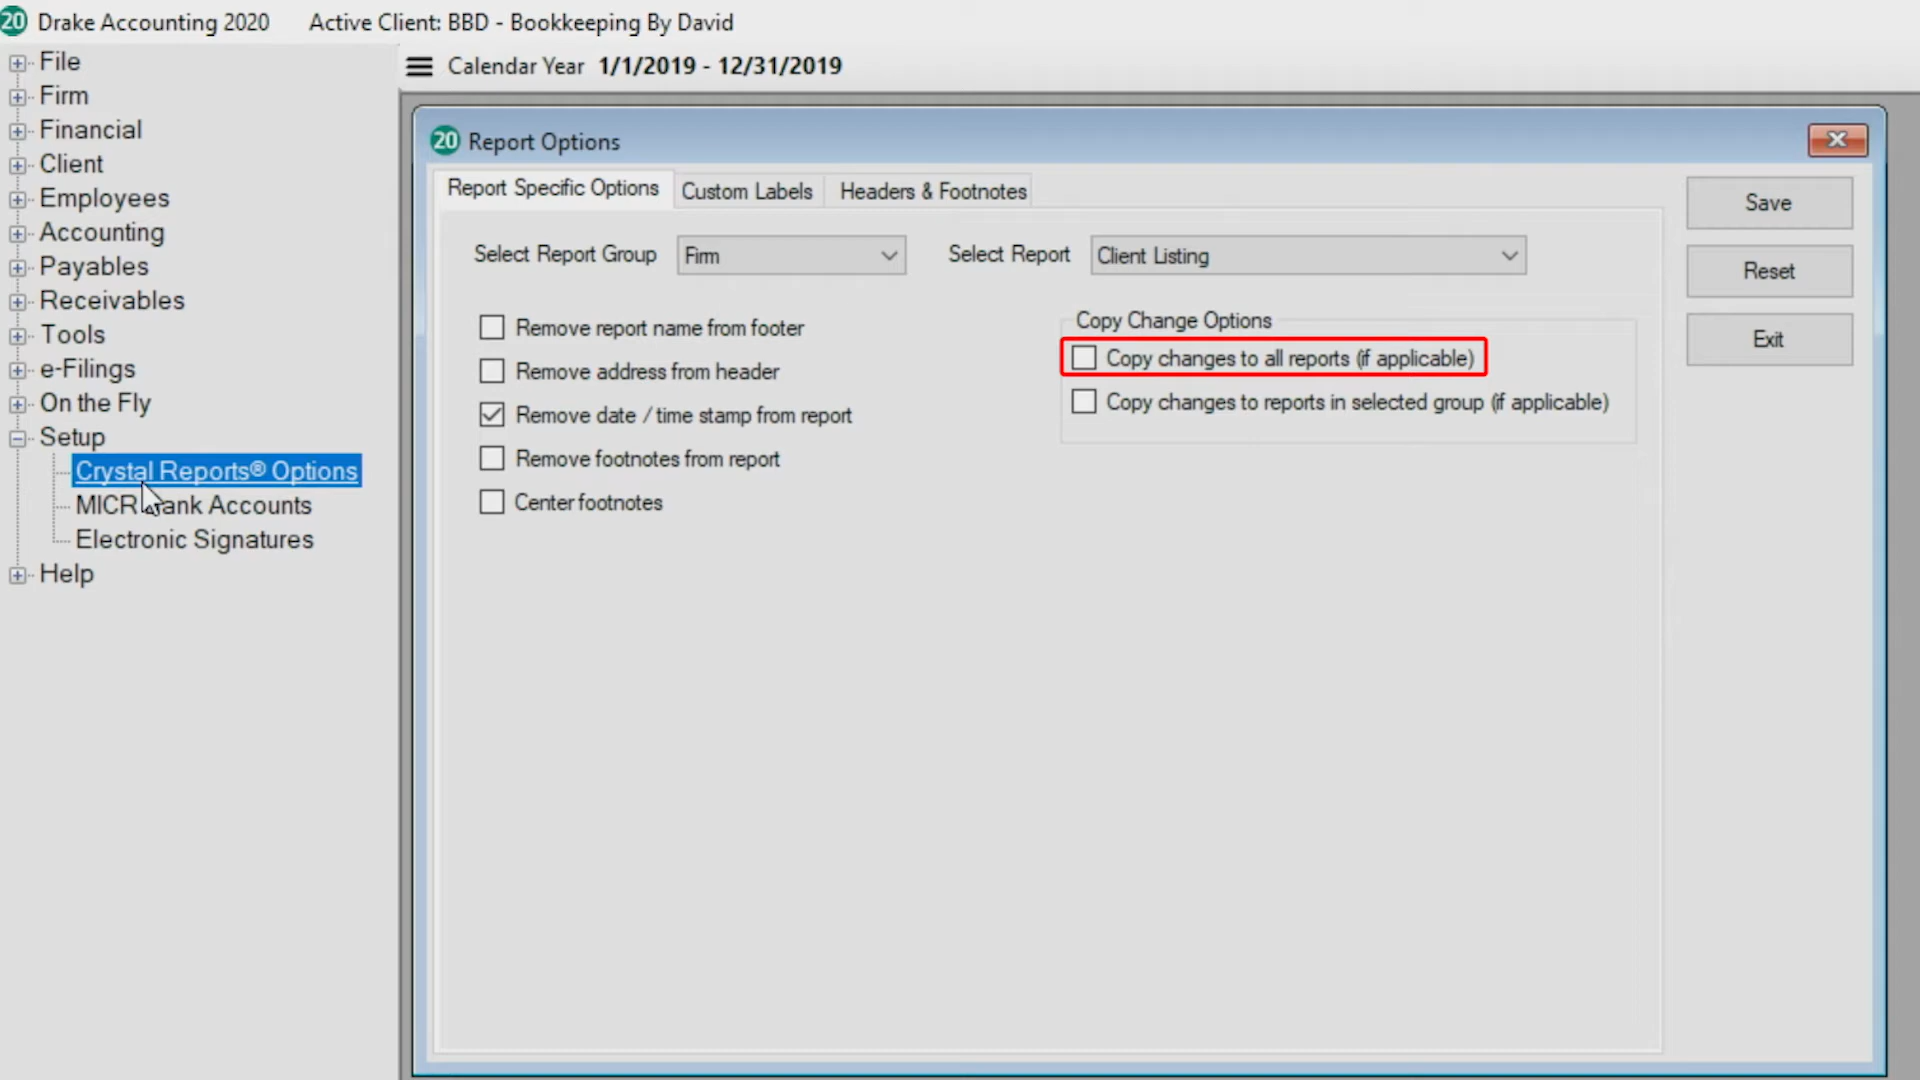 20 Drake Accounting 2020 Active Client: BBD - Bookkeeping By David
File
Firm
Financial
Client
Employees
Accounting
Payables
Receivables
Tools
e-Filings
On the Fly
Setup
Crystal Reports® Options
MICR Bank Accounts
Electronic Signatures
Help
Calendar Year 1/1/2019 - 12/31/2019
20 Report Options
Report Specific Options Custom Labels Headers & Footnotes
Select Report Group Firm Select Report Client Listing
Remove report name from footer
Remove address from header
Remove date / time stamp from report
Remove footnotes from report
Center footnotes
Copy Change Options
Copy changes to all reports (if applicable)
Copy changes to reports in selected group (if applicable)
Save
Reset
Exit